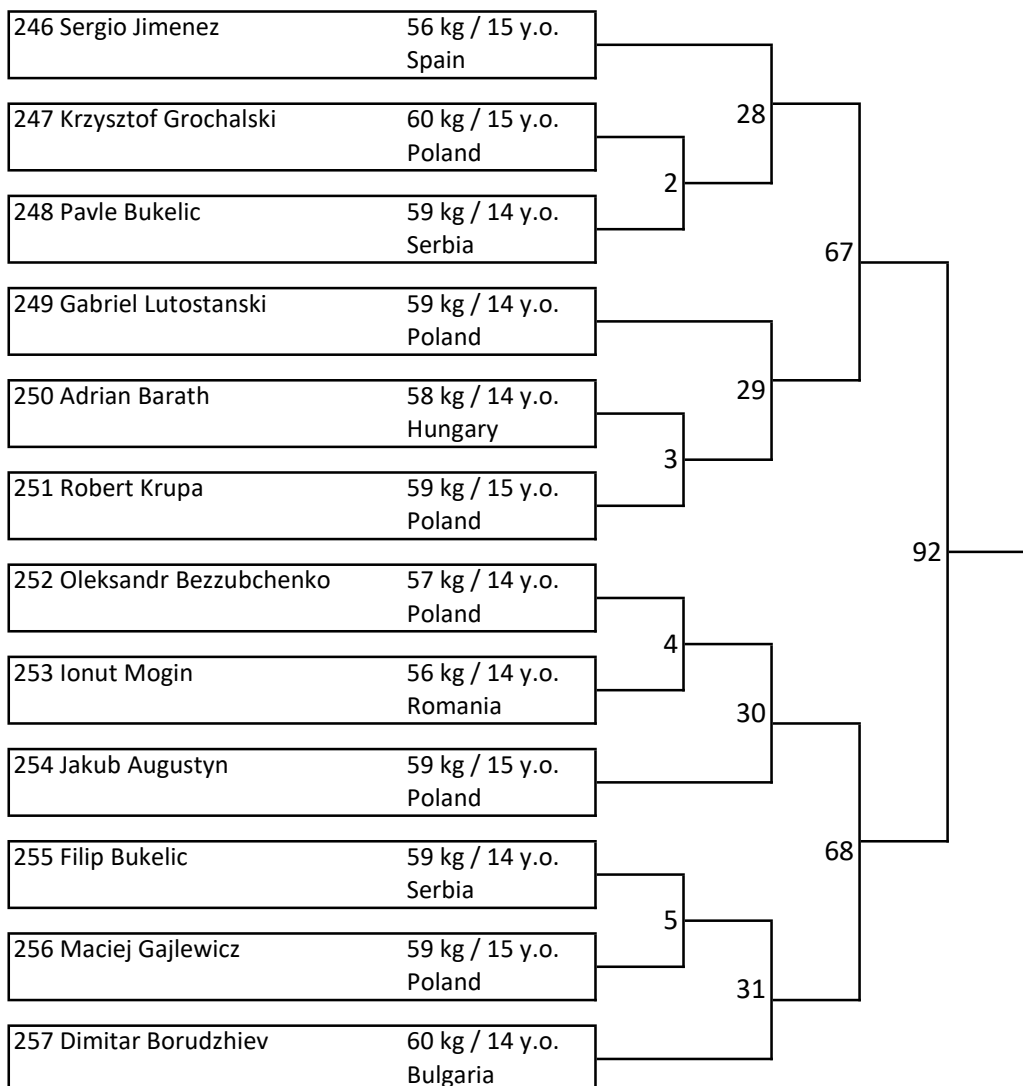 246 Sergio Jimenez 56 kg / 15 y.o.
Spain
28
247 Krzysztof Grochalski 60 kg / 15 y.o.
Poland
2
248 Pavle Bukelic 59 kg / 14 y.o.
Serbia
67
249 Gabriel Lutostanski 59 kg / 14 y.o.
Poland
29
250 Adrian Barath 58 kg / 14 y.o.
Hungary
3
251 Robert Krupa 59 kg / 15 y.o.
Poland
92
252 Oleksandr Bezzubchenko 57 kg / 14 y.o.
Poland
4
253 Ionut Mogin 56 kg / 14 y.o.
Romania
30
254 Jakub Augustyn 59 kg / 15 y.o.
Poland
68
255 Filip Bukelic 59 kg / 14 y.o.
Serbia
5
256 Maciej Gajlewicz 59 kg / 15 y.o.
Poland
31
257 Dimitar Borudzhiev 60 kg / 14 y.o.
Bulgaria